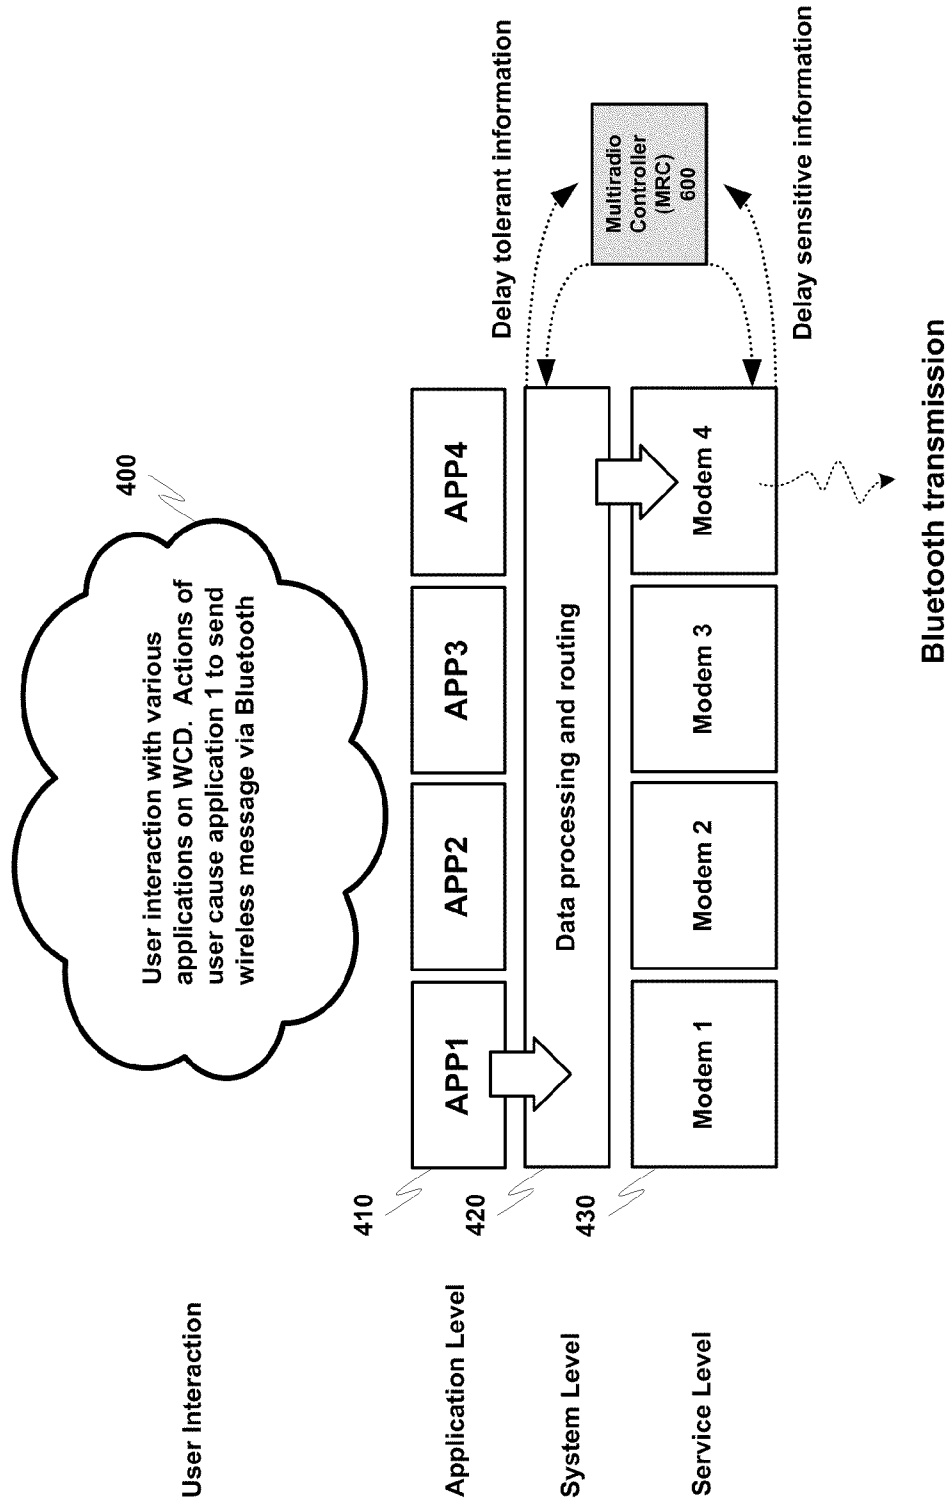 User Interaction
400
User interaction with various
applications on WCD. Actions of
user cause application 1 to send
wireless message via Bluetooth
Application Level
410
APP1
APP2
APP3
APP4
Delay tolerant information
System Level
420
Data processing and routing
Multiradio
Controller
(MRC)
600
Service Level
430
Modem 1
Modem 2
Modem 3
Modem 4
Delay sensitive information
Bluetooth transmission